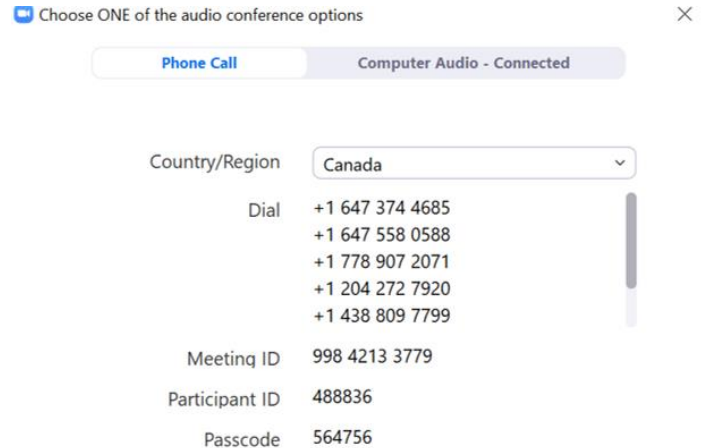 Choose ONE of the audio conference options
Phone Call Computer Audio - Connected
Country/Region Canada
Dial +1 647 374 4685
+1 647 558 0588
+1 778 907 2071
+1 204 272 7920
+1 438 809 7799
Meeting ID 998 4213 3779
Participant ID 488836
Passcode 564756